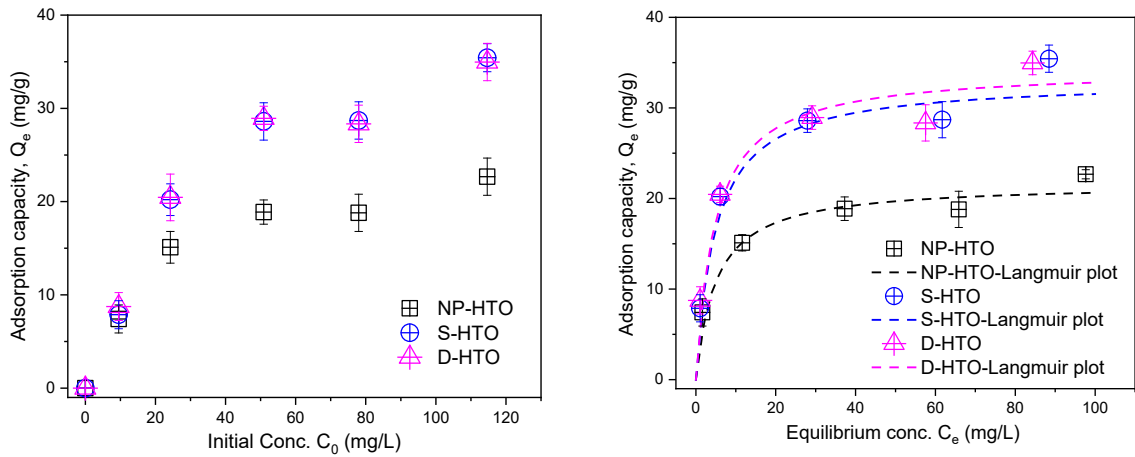 40
30
20
10
0
Adsorption capacity, Qₑ (mg/g)
NP-HTO
S-HTO
D-HTO
0 20 40 60 80 100 120
Initial Conc. C₀ (mg/L)
40
30
20
10
0
Adsorption capacity, Qₑ (mg/g)
NP-HTO
NP-HTO-Langmuir plot
S-HTO
S-HTO-Langmuir plot
D-HTO
D-HTO-Langmuir plot
0 20 40 60 80 100
Equilibrium conc. Cₑ (mg/L)